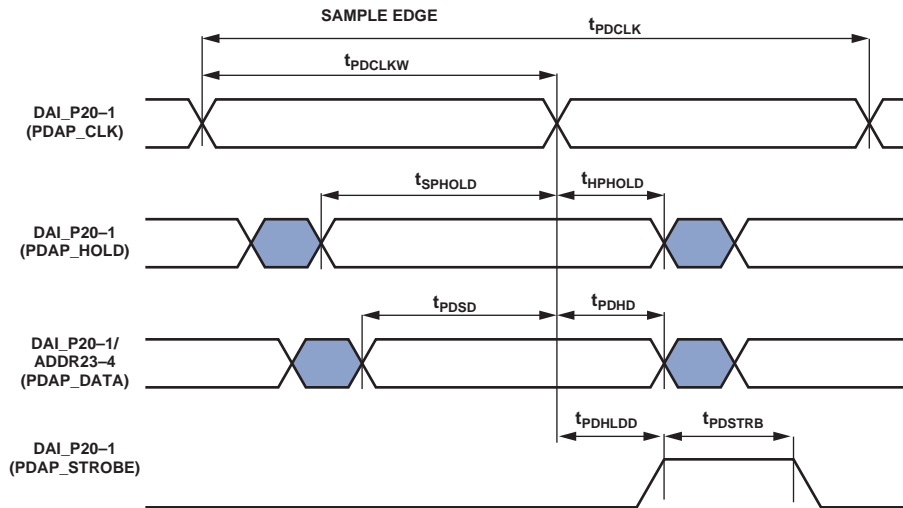 SAMPLE EDGE
tPDCLK
tPDCLKW
DAI_P20–1
(PDAP_CLK)
tSPHOLD
tHPHOLD
DAI_P20–1
(PDAP_HOLD)
tPDSD
tPDHD
DAI_P20–1/
ADDR23–4
(PDAP_DATA)
tPDHLDD
tPDSTRB
DAI_P20–1
(PDAP_STROBE)